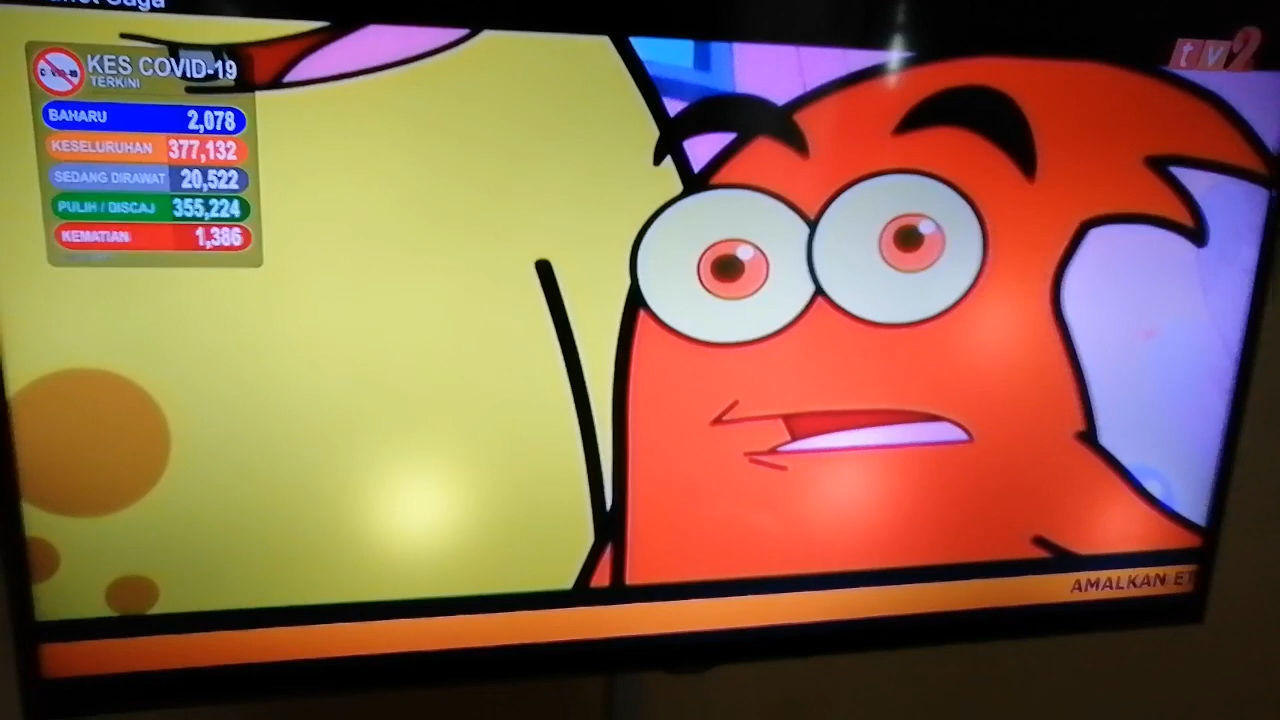 tv2
KES COVID-19
TERKINI
BAHARU 2,078
KESELURUHAN 377,132
SEDANG DIRAWAT 20,522
PULIH / DISCAJ 355,224
KEMATIAN 1,386
AMALKAN ET